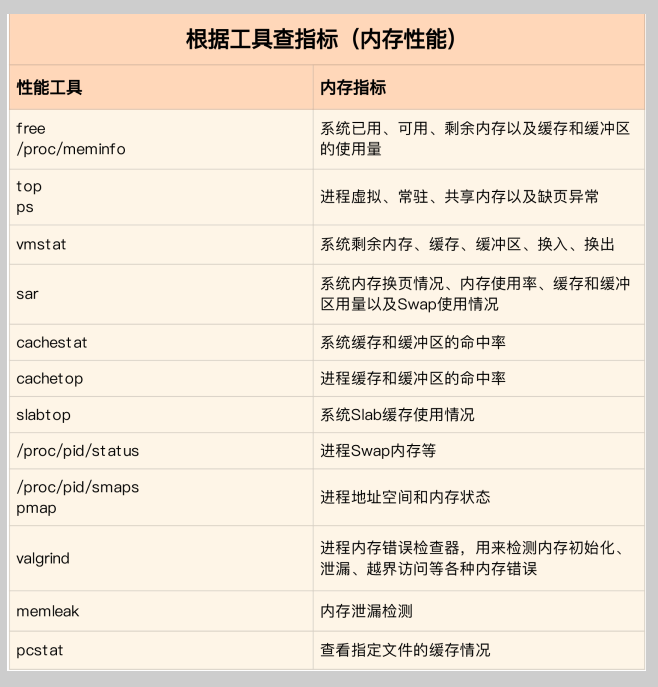 根据工具查指标（内存性能）
性能工具
内存指标
free
/proc/meminfo
系统已用、可用、剩余内存以及缓存和缓冲区
的使用量
top
ps
进程虚拟、常驻、共享内存以及缺页异常
vmstat
系统剩余内存、缓存、缓冲区、换入、换出
sar
系统内存换页情况、内存使用率、缓存和缓冲
区用量以及Swap使用情况
cachestat
系统缓存和缓冲区的命中率
cachetop
进程缓存和缓冲区的命中率
slabtop
系统Slab缓存使用情况
/proc/pid/status
进程Swap内存等
/proc/pid/smaps
pmap
进程地址空间和内存状态
valgrind
进程内存错误检查器，用来检测内存初始化、
泄漏、越界访问等各种内存错误
memleak
内存泄漏检测
pcstat
查看指定文件的缓存情况